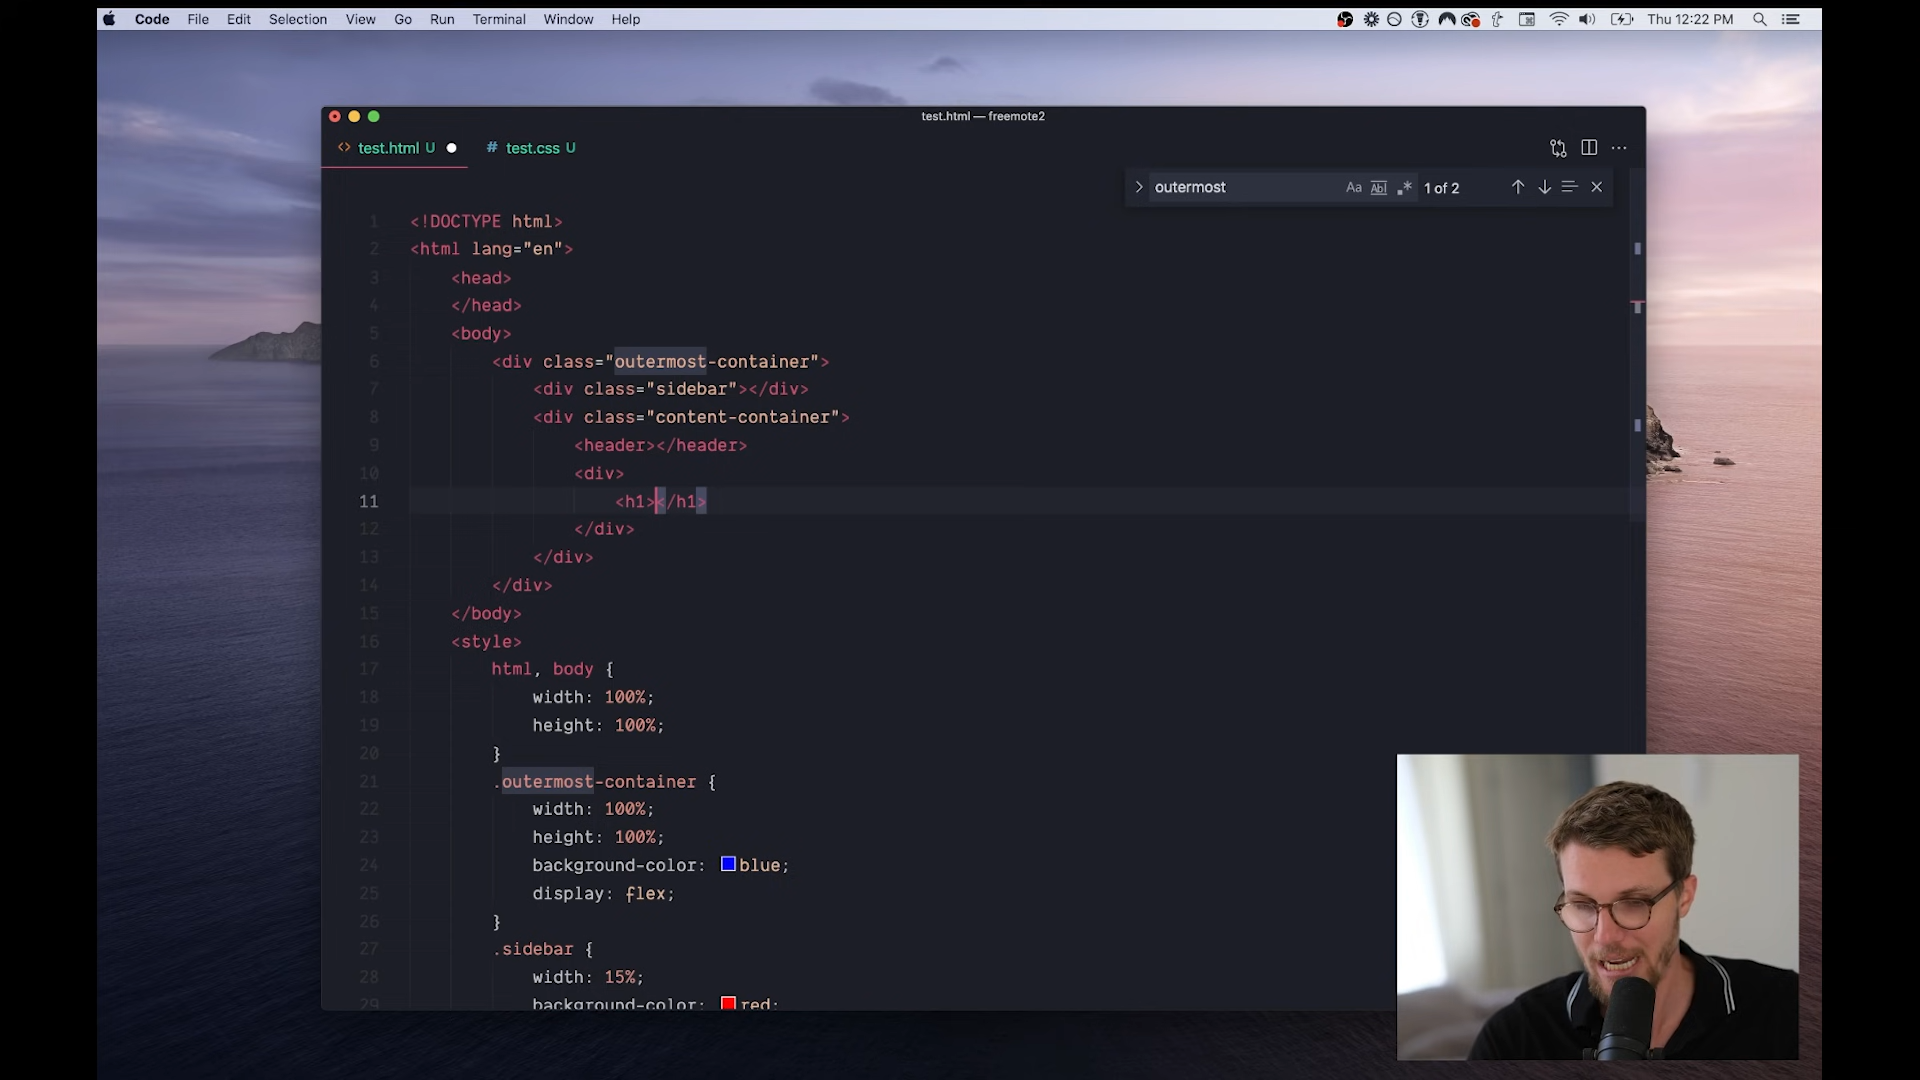 Code File Edit Selection View Go Run Terminal Window Help Thu 12:22 PM
test.html — freemote2
test.html U test.css U
outermost Aa Abl .* 1 of 2
1 <!DOCTYPE html>
2 <html lang="en">
3 <head>
4 </head>
5 <body>
6 <div class="outermost-container">
7 <div class="sidebar"></div>
8 <div class="content-container">
9 <header></header>
10 <div>
11 <h1></h1>
12 </div>
13 </div>
14 </div>
15 </body>
16 <style>
17 html, body {
18 width: 100%;
19 height: 100%;
20 }
21 .outermost-container {
22 width: 100%;
23 height: 100%;
24 background-color: blue;
25 display: flex;
26 }
27 .sidebar {
28 width: 15%;
29 background-color: red;